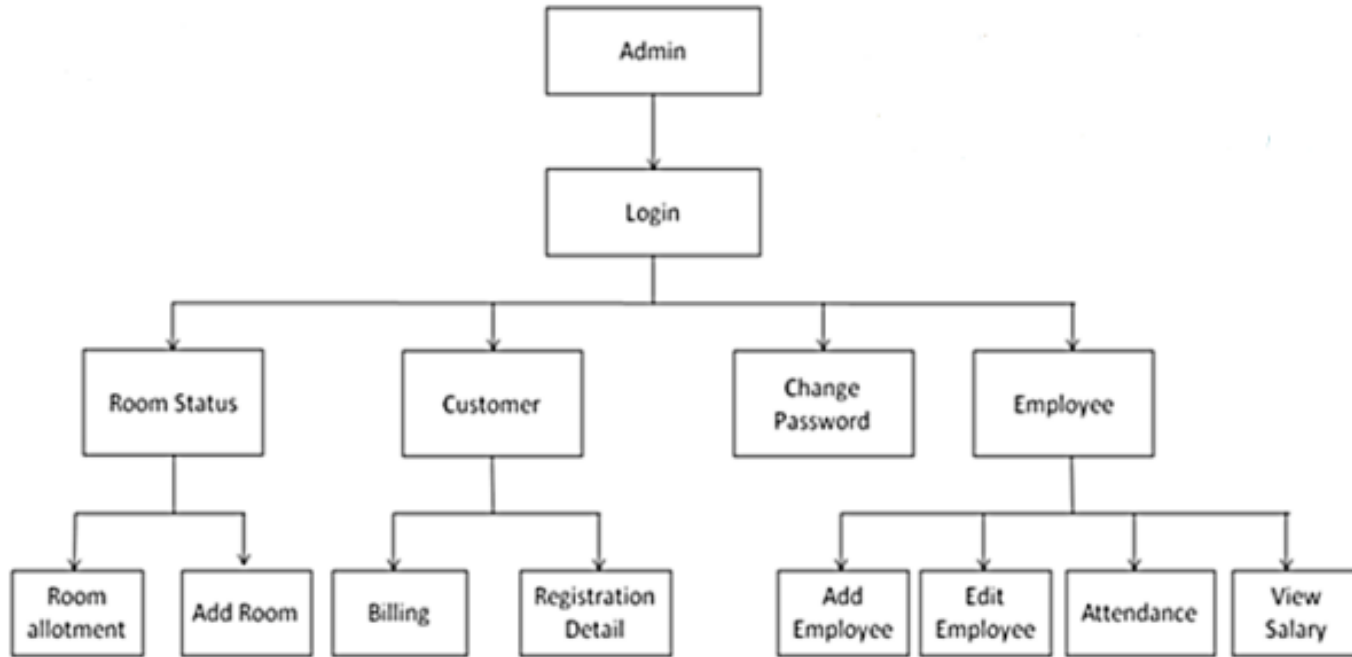 Admin
Login
Room Status
Customer
Change
Password
Employee
Room
allotment
Add Room
Billing
Registration
Detail
Add
Employee
Edit
Employee
Attendance
View
Salary